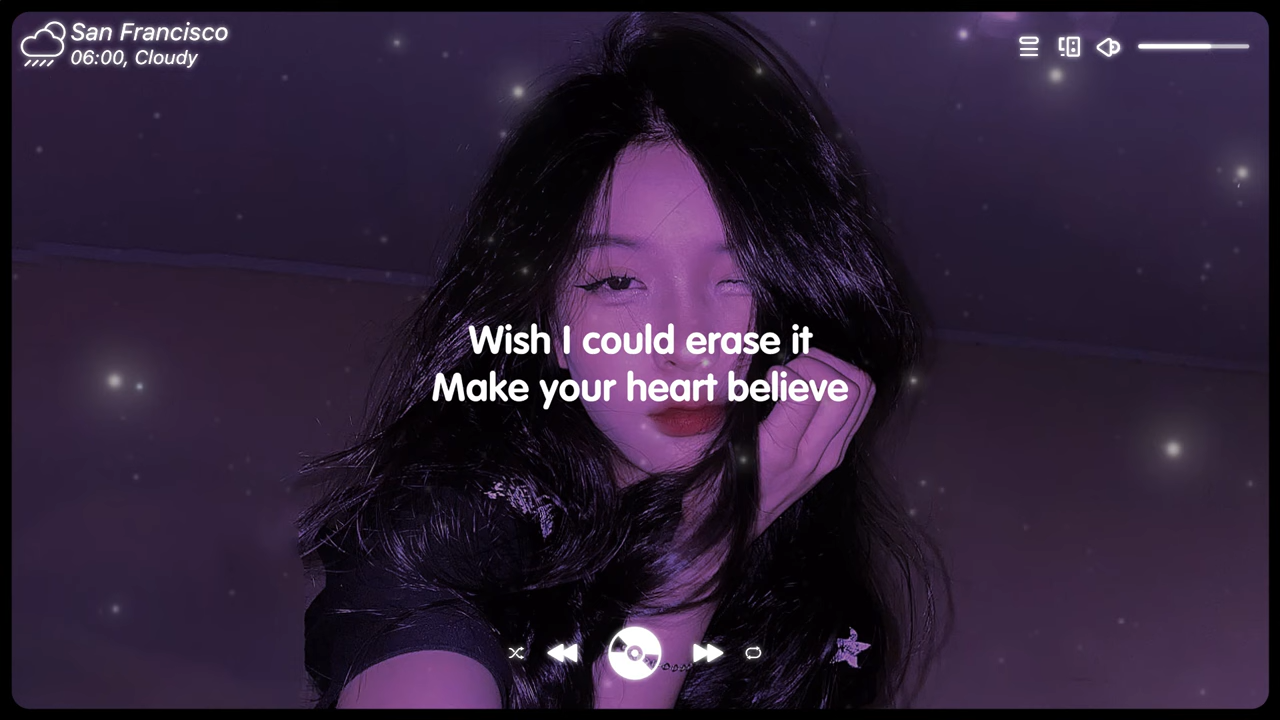 San Francisco
06:00, Cloudy
Wish I could erase it
Make your heart believe